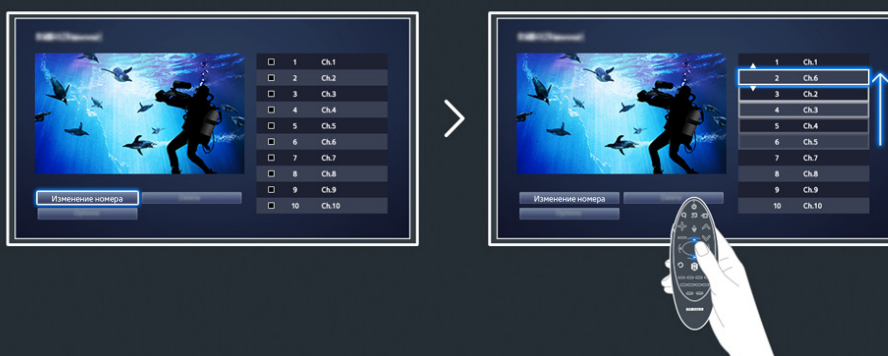 Изменение номера
1 Ch.1
2 Ch.2
3 Ch.3
4 Ch.4
5 Ch.5
6 Ch.6
7 Ch.7
8 Ch.8
9 Ch.9
10 Ch.10
Изменение номера
1 Ch.1
2 Ch.6
3 Ch.2
4 Ch.3
5 Ch.4
6 Ch.5
7 Ch.7
8 Ch.8
9 Ch.9
10 Ch.10